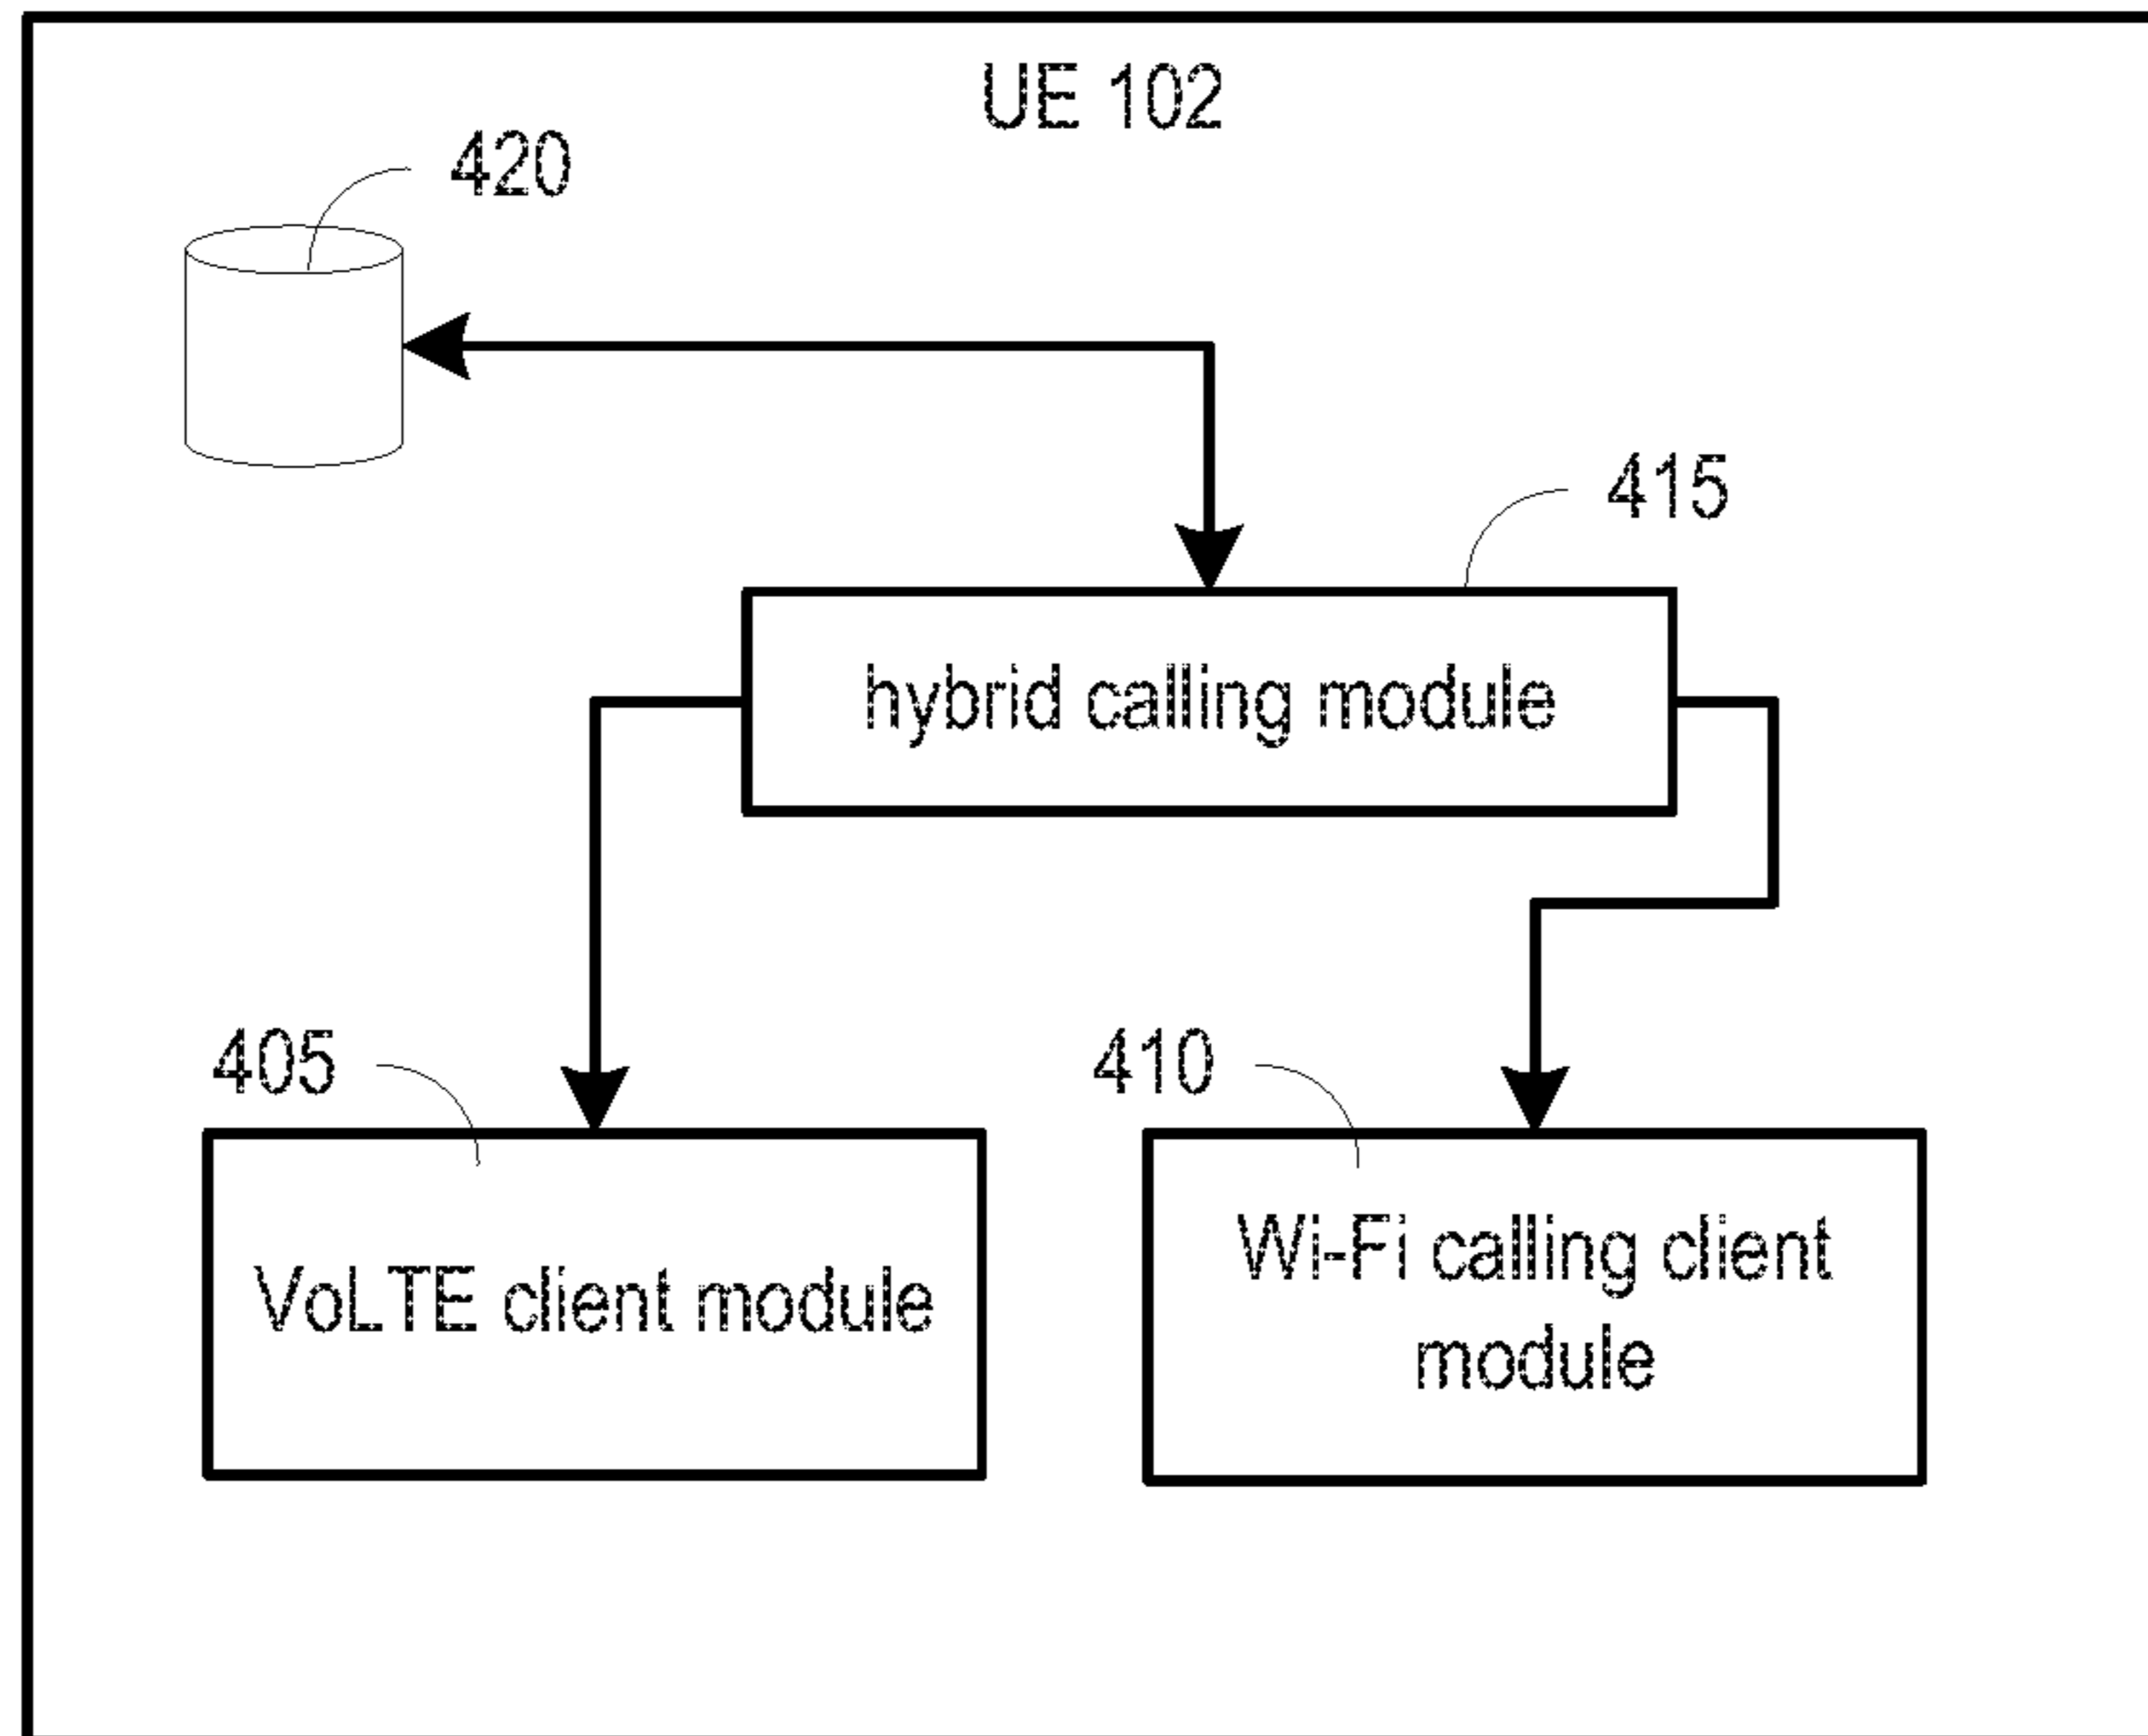 UE 102
420
415
hybrid calling module
405
410
VoLTE client module
Wi-Fi calling client
module